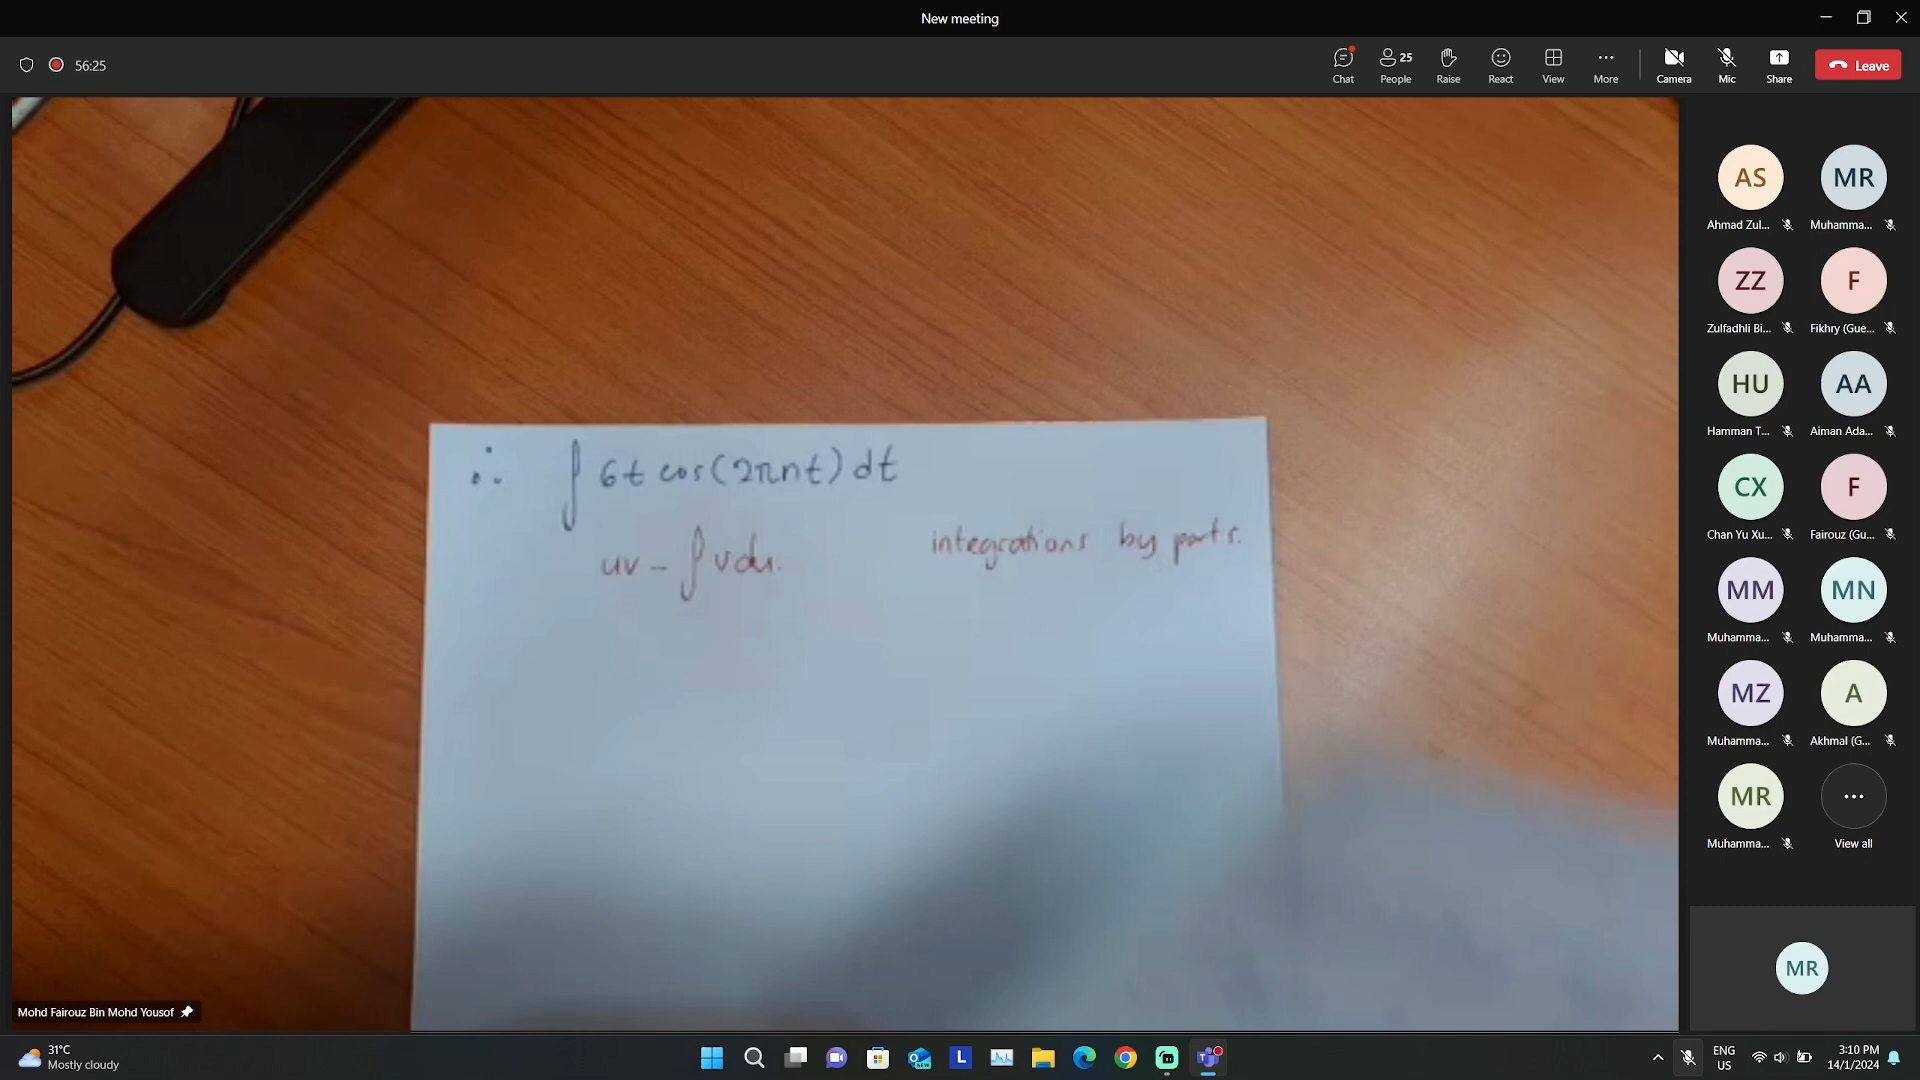 New meeting
56:25
Chat
25
People
Raise
React
View
More
Camera
Mic
Share
Leave
∴ ∫ 6t cos(2πnt) dt
uv - ∫ v du.
integrations by parts.
AS
MR
Ahmad Zul...
Muhamma...
ZZ
F
Zulfadhli Bi...
Fikhry (Gue...
HU
AA
Hamman T...
Aiman Ada...
CX
F
Chan Yu Xu...
Fairouz (Gu...
MM
MN
Muhamma...
Muhamma...
MZ
A
Muhamma...
Akhmal (G...
MR
...
Muhamma...
View all
MR
Mohd Fairouz Bin Mohd Yousof
31°C
Mostly cloudy
NEW
L
ENG
US
3:10 PM
14/1/2024